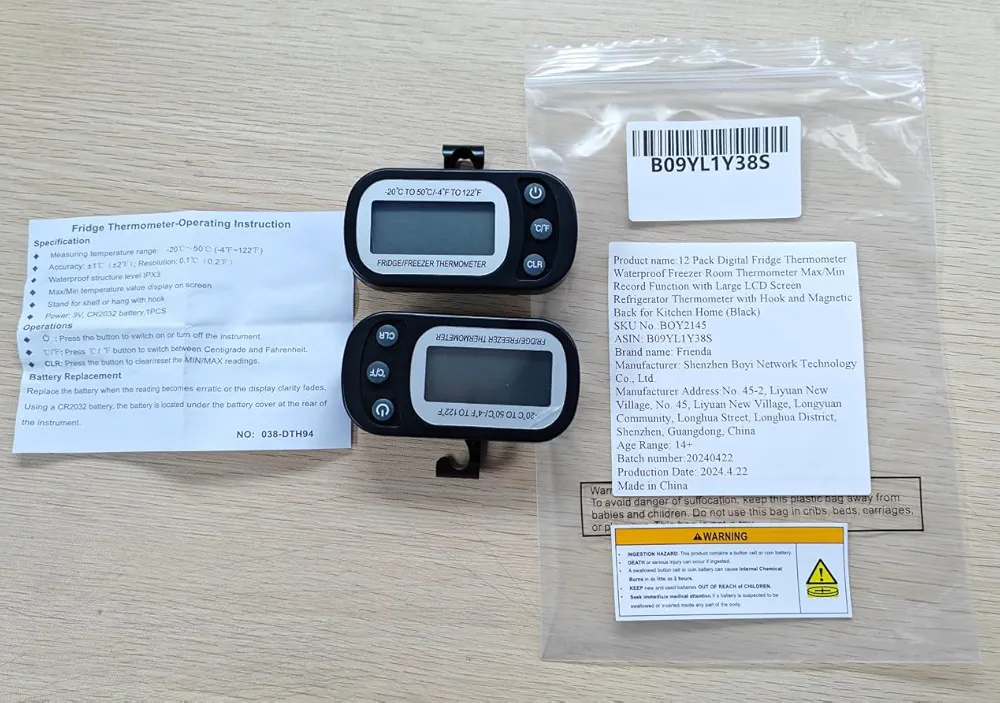 Fridge Thermometer-Operating Instruction
Specification
Measuring temperature range: -20℃～50℃ (-4℉~122℉)
Accuracy: ±1℃ (±2℉); Resolution: 0.1℃ (0.2℉)
Waterproof structure level IPX3
Max/Min temperature value display on screen
Stand for shelf or hang with hook
Power: 3V, CR2032 battery, 1PCS
Operations
: Press the button to switch on or turn off the instrument.
℃/℉: Press ℃ / ℉ button to switch between Centigrade and Fahrenheit.
CLR: Press the button to clear/reset the MIN/MAX readings.
Battery Replacement
Replace the battery when the reading becomes erratic or the display clarity fades,
Using a CR2032 battery, the battery is located under the battery cover at the rear of
the instrument.
NO: 038-DTH94
-20℃ TO 50℃/-4℉ TO 122℉
℃/℉
CLR
FRIDGE/FREEZER THERMOMETER
CLR
℃/℉
FRIDGE/FREEZER THERMOMETER
-20℃ TO 50℃/-4℉ TO 122℉
B09YL1Y38S
Product name:12 Pack Digital Fridge Thermometer
Waterproof Freezer Room Thermometer Max/Min
Record Function with Large LCD Screen
Refrigerator Thermometer with Hook and Magnetic
Back for Kitchen Home (Black)
SKU No.:BOY2145
ASIN: B09YL1Y38S
Brand name: Frienda
Manufacturer: Shenzhen Boyi Network Technology
Co., Ltd.
Manufacturer Address No. 45-2, Liyuan New
Village, No. 45, Liyuan New Village, Longyuan
Community, Longhua Street, Longhua District,
Shenzhen, Guangdong, China
Age Range: 14+
Batch number:20240422
Production Date: 2024.4.22
Made in China
To avoid danger of suffocation, keep this plastic bag away from
babies and children. Do not use this bag in cribs, beds, carriages,
or
WARNING
INGESTION HAZARD: This product contains a button cell or coin battery.
DEATH or serious injury can occur if ingested.
A swallowed button cell or coin battery can cause Internal Chemical
Burns in as little as 2 hours.
KEEP new and used batteries OUT OF REACH of CHILDREN.
Seek immediate medical attention if a battery is suspected to be
swallowed or inserted inside any part of the body.